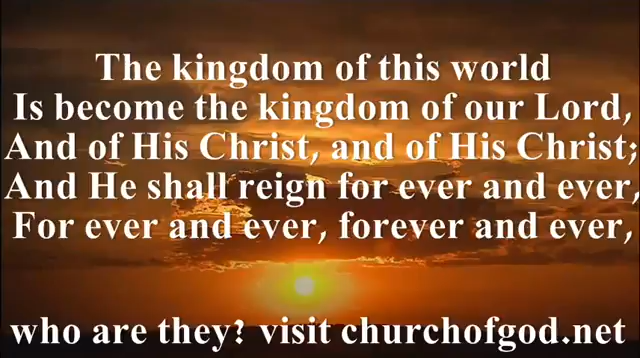 The kingdom of this world
Is become the kingdom of our Lord,
And of His Christ, and of His Christ;
And He shall reign for ever and ever,
For ever and ever, forever and ever,
who are they? visit churchofgod.net